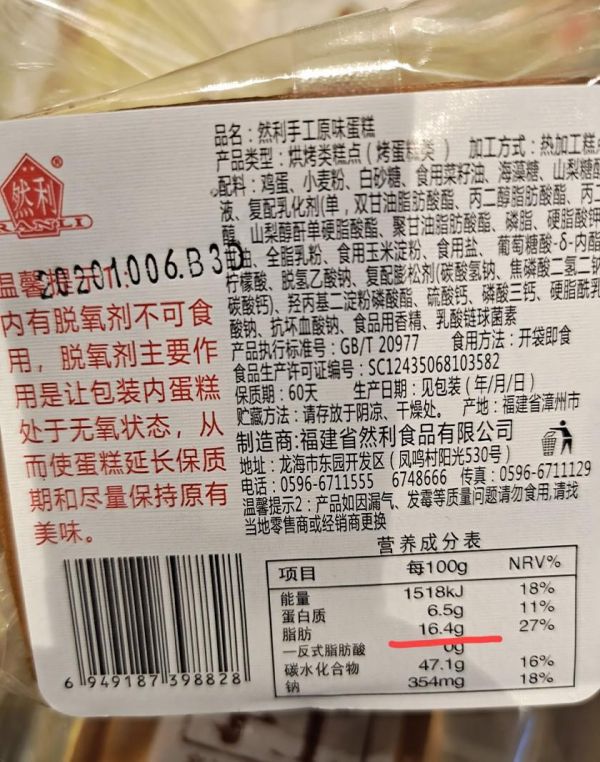 品名：然利手工原味蛋糕
产品类型：烘烤类糕点（烤蛋糕类） 加工方式：热加工糕
配料：鸡蛋、小麦粉、白砂糖、食用菜籽油、海藻糖、山梨糖醇
液、复配乳化剂(单，双甘油脂肪酸酯、丙二醇脂肪酸酯、丙二
醇、山梨醇酐单硬脂酸酯、聚甘油脂肪酸酯、磷脂、硬脂酸钾
甘油、全脂乳粉、食用玉米淀粉、食用盐、葡萄糖酸-δ-内酯
柠檬酸、脱氢乙酸钠、复配膨松剂(碳酸氢钠、焦磷酸二氢二钠
碳酸钙)、羟丙基二淀粉磷酸酯、硫酸钙、磷酸三钙、硬脂酰乳
酸钠、抗坏血酸钠、食品用香精、乳酸链球菌素
产品执行标准号：GB/T 20977 食用方法：开袋即食
食品生产许可证编号：SC12435068103582
保质期：60天 生产日期：见包装（年/月/日）
贮藏方法：请存放于阴凉、干燥处。 产地：福建省漳州市
制造商:福建省然利食品有限公司
地址：龙海市东园开发区（凤鸣村阳光530号）
电话：0596-6711555 6748666 传真：0596-6711129
温馨提示2：产品如因漏气、发霉等质量问题请勿食用,请找
当地零售商或经销商更换
然利
®
RANLI
20201006.B3
温馨提示1:
内有脱氧剂不可食
用，脱氧剂主要作
用是让包装内蛋糕
处于无氧状态，从
而使蛋糕延长保质
期和尽量保持原有
美味。
6 949187 398828
营养成分表
项目 每100g NRV%
能量 1518kJ 18%
蛋白质 6.5g 11%
脂肪 16.4g 27%
—反式脂肪酸 0g
碳水化合物 47.1g 16%
钠 354mg 18%